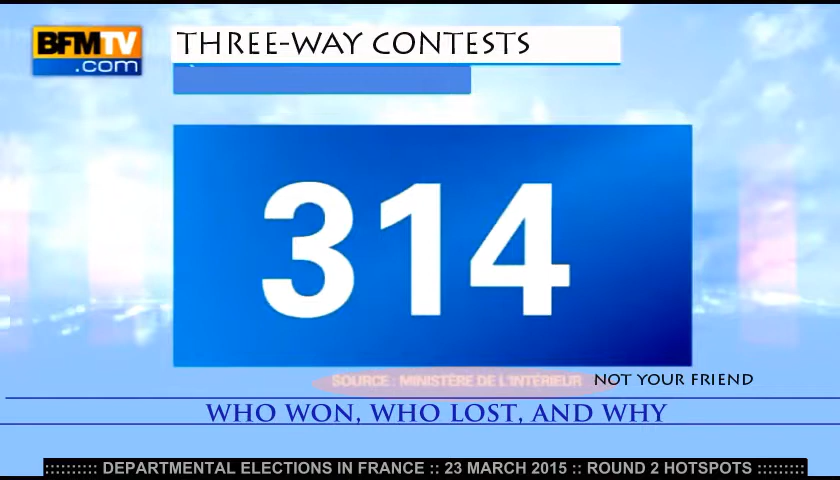 BFMTV
.com
THREE-WAY CONTESTS
314
SOURCE : MINISTÈRE DE L'INTÉRIEUR
NOT YOUR FRIEND
WHO WON, WHO LOST, AND WHY
:::::::::: DEPARTMENTAL ELECTIONS IN FRANCE :: 23 MARCH 2015 :: ROUND 2 HOTSPOTS :::::::::